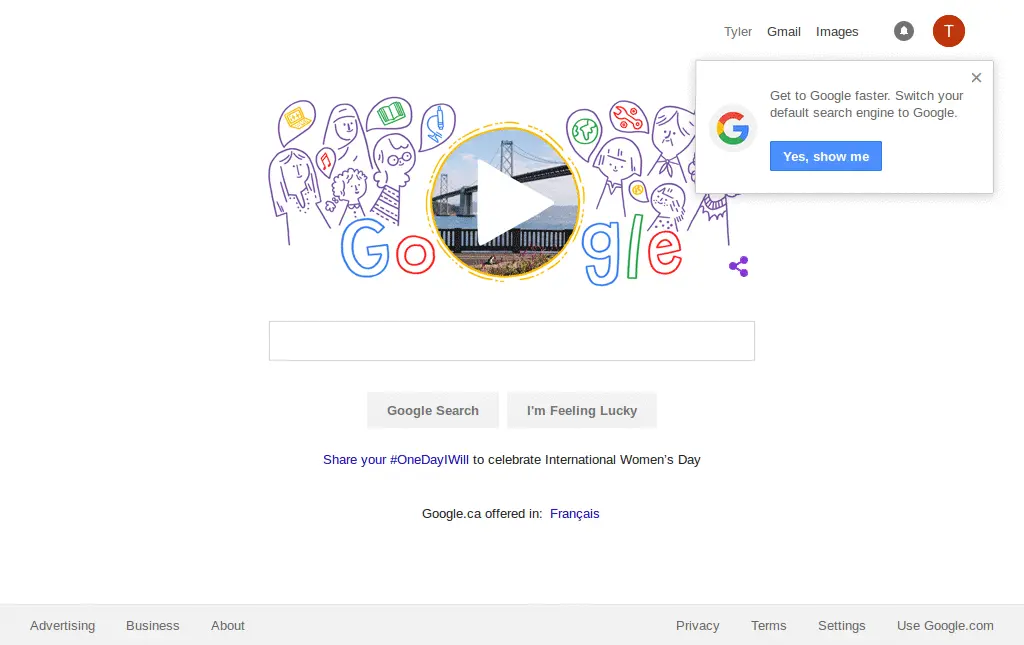 Tyler Gmail Images T
Get to Google faster. Switch your
default search engine to Google.
Yes, show me
Google
Google Search I'm Feeling Lucky
Share your #OneDayIWill to celebrate International Women's Day
Google.ca offered in: Français
Advertising Business About Privacy Terms Settings Use Google.com